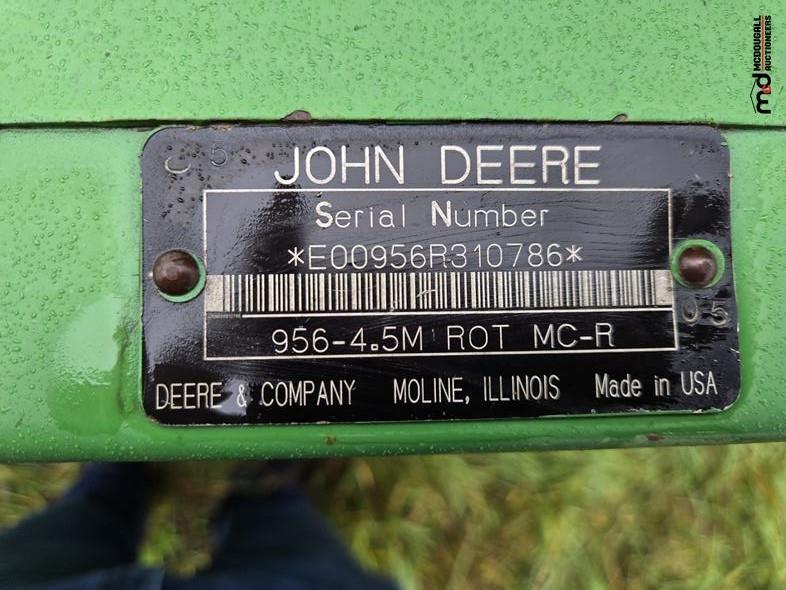 McDOUGALL
AUCTIONEERS
JOHN DEERE
Serial Number
*E00956R310786*
956-4.5M ROT MC-R
DEERE & COMPANY MOLINE, ILLINOIS Made in USA